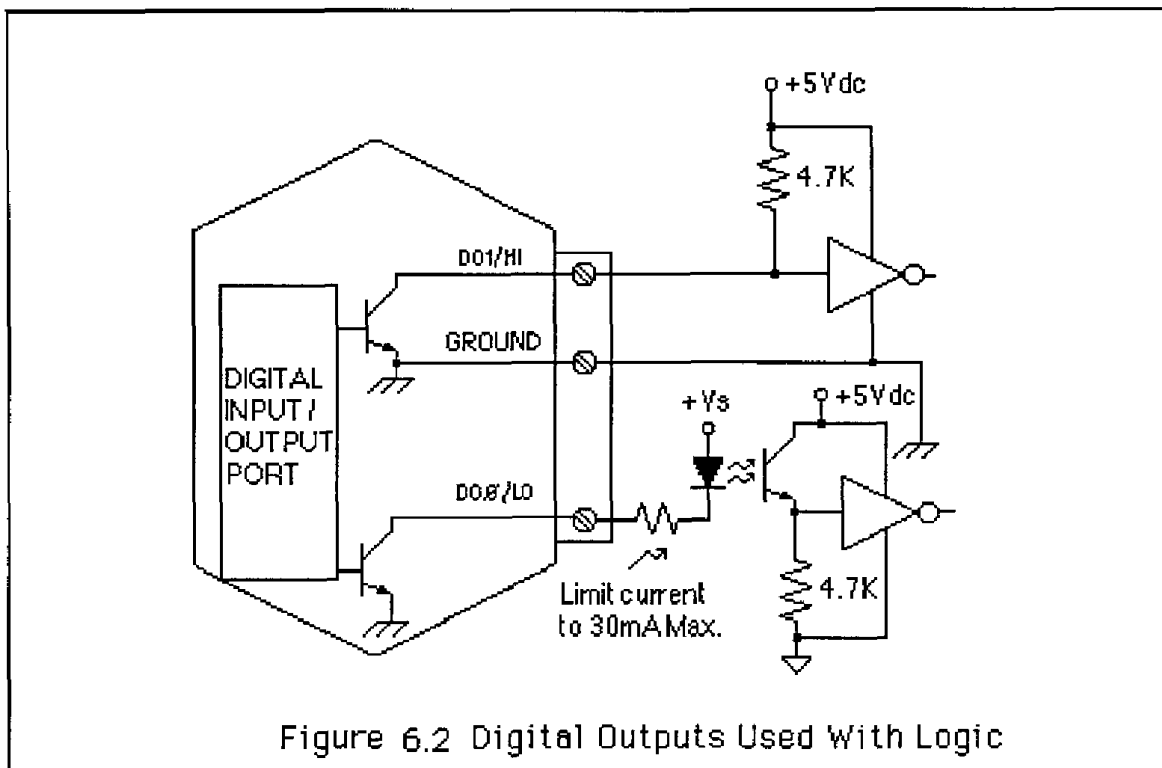 +5Vdc
4.7K
DO1/HI
GROUND
DIGITAL
INPUT/
OUTPUT
PORT
+Vs
+5Vdc
DO0/LO
4.7K
Limit current
to 30mA Max.
Figure 6.2 Digital Outputs Used With Logic